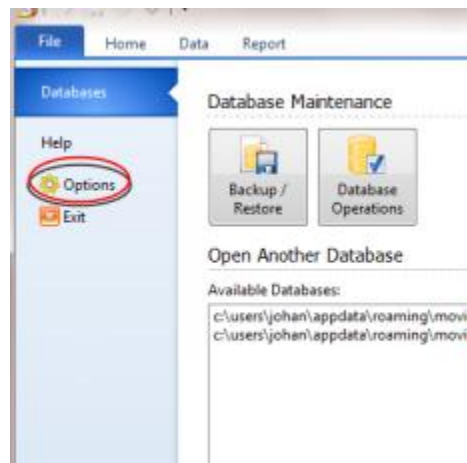 File Home Data Report
Databases
Help
Options
Exit
Database Maintenance
Backup / Restore
Database Operations
Open Another Database
Available Databases:
c:\users\johan\appdata\roaming\movi
c:\users\johan\appdata\roaming\movi